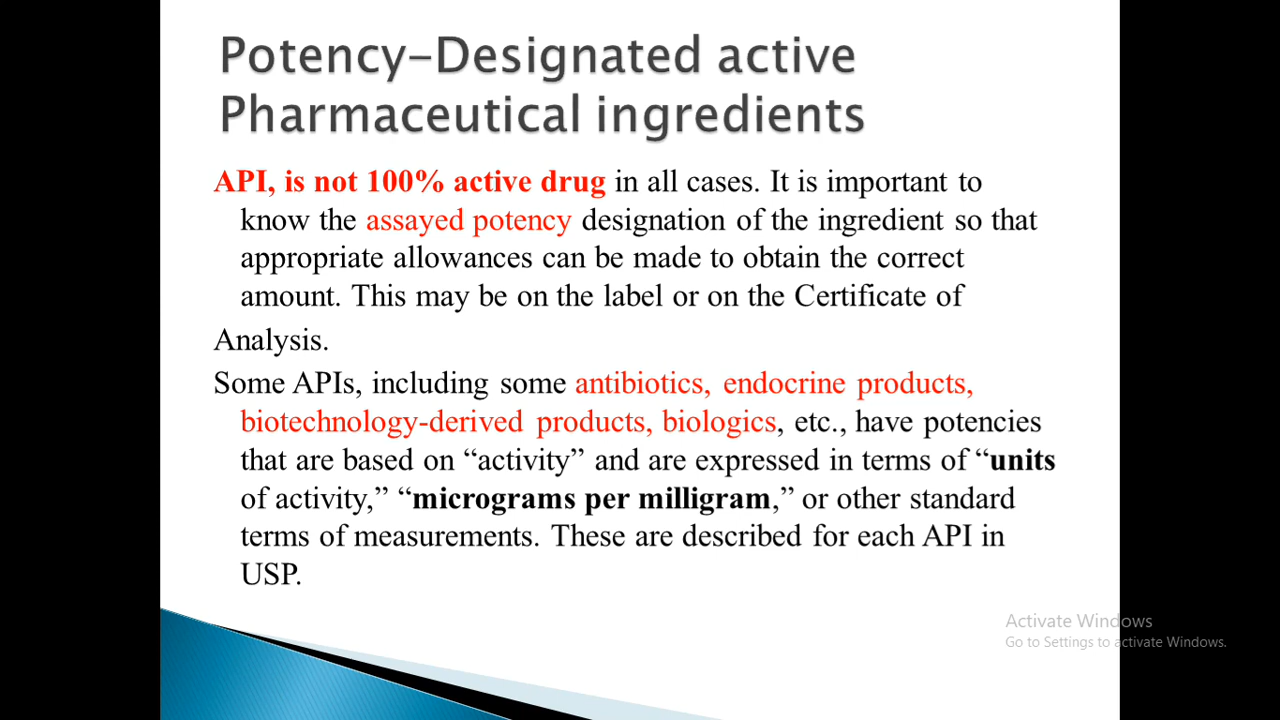 Potency-Designated active
Pharmaceutical ingredients
API, is not 100% active drug in all cases. It is important to
know the assayed potency designation of the ingredient so that
appropriate allowances can be made to obtain the correct
amount. This may be on the label or on the Certificate of
Analysis.
Some APIs, including some antibiotics, endocrine products,
biotechnology-derived products, biologics, etc., have potencies
that are based on “activity” and are expressed in terms of “units
of activity,” “micrograms per milligram,” or other standard
terms of measurements. These are described for each API in
USP.
Activate Windows
Go to Settings to activate Windows.